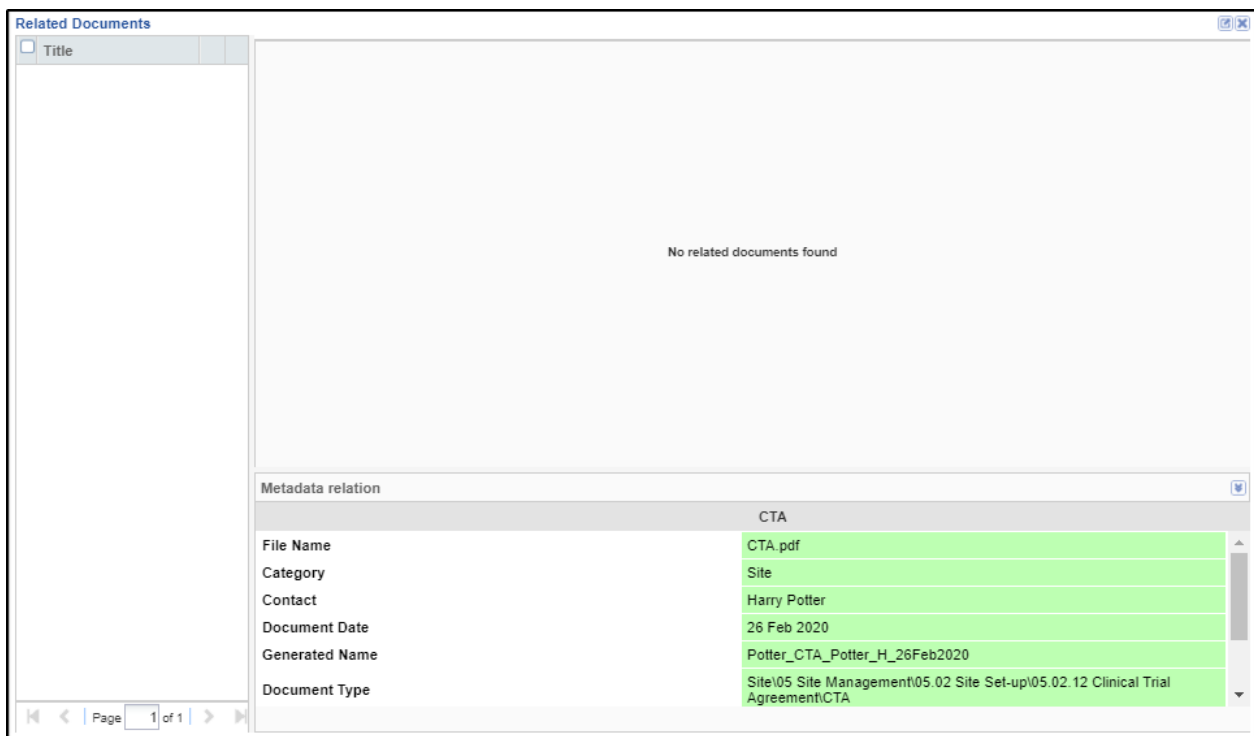 Related Documents
Title
No related documents found
Metadata relation
CTA
File Name CTA.pdf
Category Site
Contact Harry Potter
Document Date 26 Feb 2020
Generated Name Potter_CTA_Potter_H_26Feb2020
Document Type Site\05 Site Management\05.02 Site Set-up\05.02.12 Clinical Trial
Agreement\CTA
Page 1 of 1